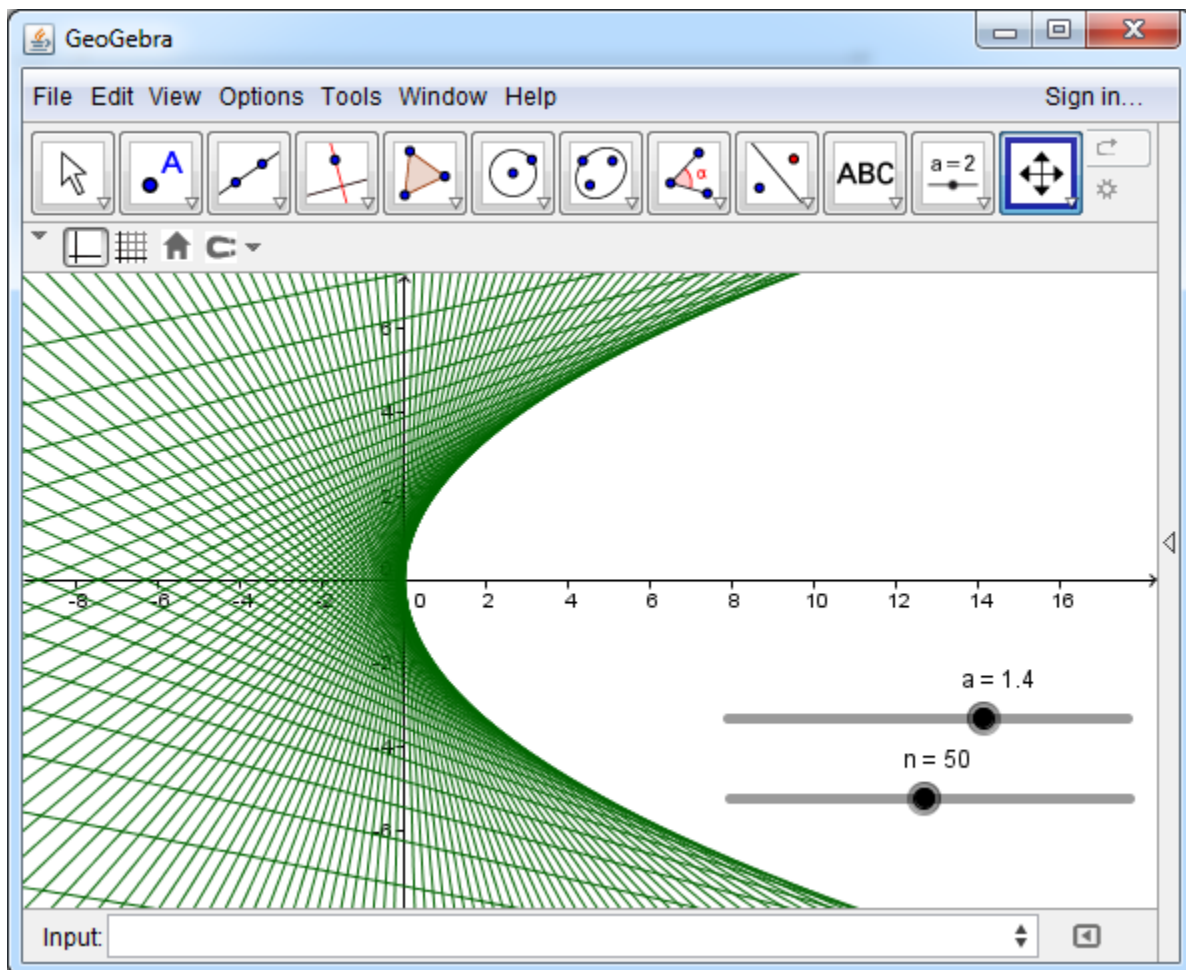 GeoGebra
File Edit View Options Tools Window Help Sign in...
A α ABC a = 2
6
4
2
0
-8 -6 -4 -2 0 2 4 6 8 10 12 14 16
-2
a = 1.4
-4
n = 50
-6
Input: